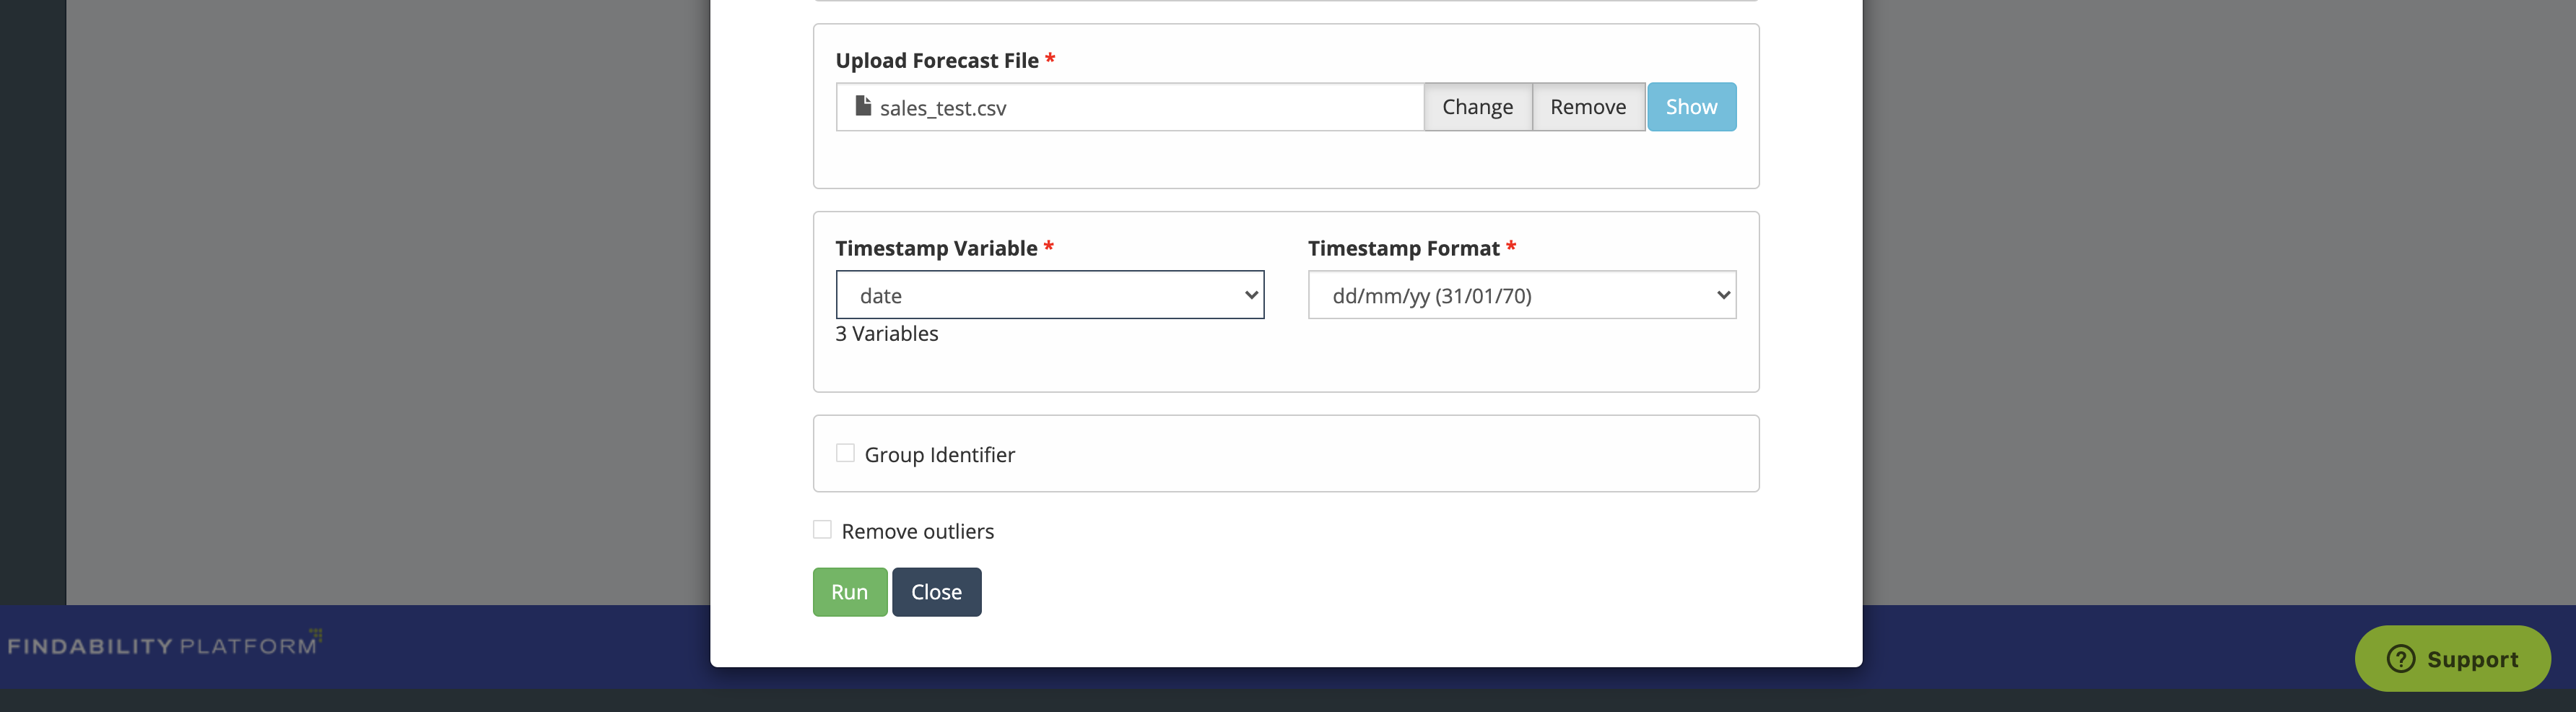 Upload Forecast File *
sales_test.csv Change Remove Show
Timestamp Variable * Timestamp Format *
date dd/mm/yy (31/01/70)
3 Variables
Group Identifier
Remove outliers
Run Close
FINDABILITY PLATFORM
? Support